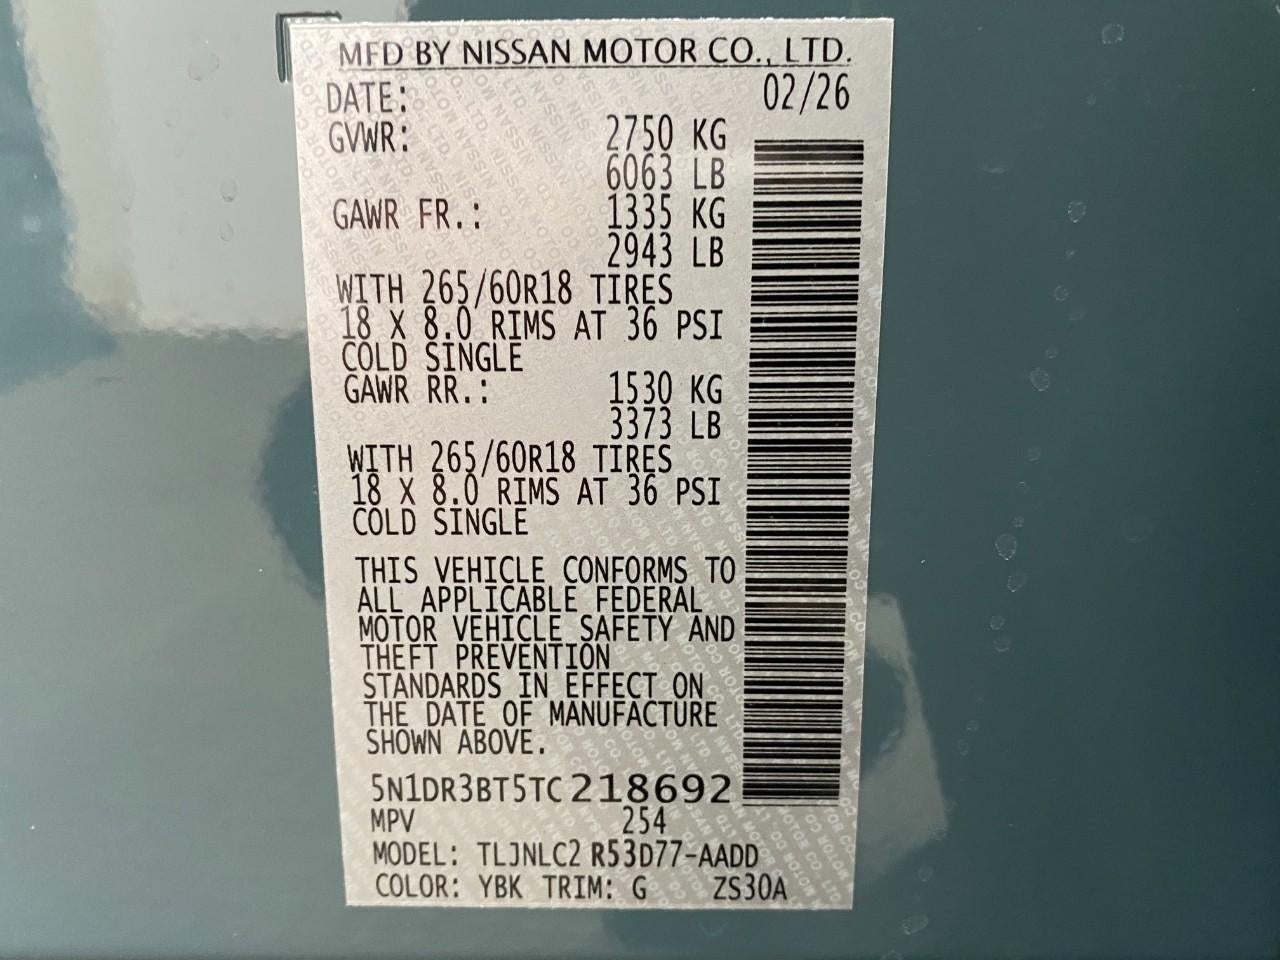 MFD BY NISSAN MOTOR CO., LTD.
DATE: 02/26
GVWR: 2750 KG
6063 LB
GAWR FR.: 1335 KG
2943 LB
WITH 265/60R18 TIRES
18 X 8.0 RIMS AT 36 PSI
COLD SINGLE
GAWR RR.: 1530 KG
3373 LB
WITH 265/60R18 TIRES
18 X 8.0 RIMS AT 36 PSI
COLD SINGLE
THIS VEHICLE CONFORMS TO
ALL APPLICABLE FEDERAL
MOTOR VEHICLE SAFETY AND
THEFT PREVENTION
STANDARDS IN EFFECT ON
THE DATE OF MANUFACTURE
SHOWN ABOVE.
5N1DR3BT5TC218692
MPV 254
MODEL: TLJNLC2 R53D77-AADD
COLOR: YBK TRIM: G ZS30A